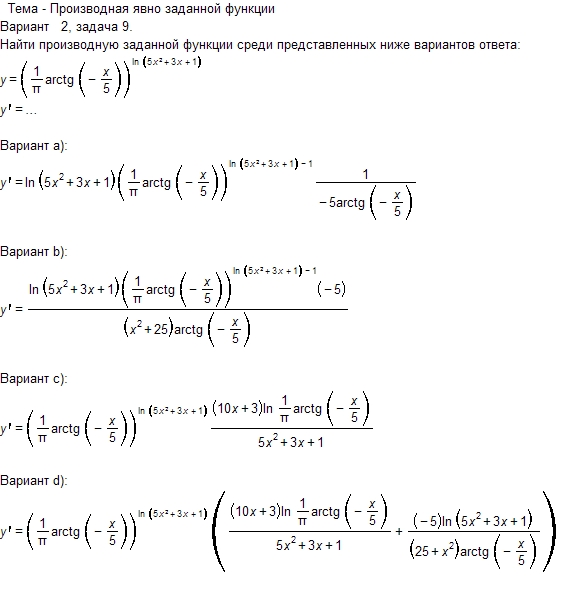 Тема - Производная явно заданной функции
Вариант 2, задача 9.
Найти производную заданной функции среди представленных ниже вариантов ответа:
y = (1/π arctg (− x/5))^ln (5x²+3x+1)
y ' = ...
Вариант a):
y ' = ln (5x²+3x+1) (1/π arctg (− x/5))^ln (5x²+3x+1) − 1 1/(−5arctg (− x/5))
Вариант b):
y ' = ln (5x²+3x+1) (1/π arctg (− x/5))^ln (5x²+3x+1) − 1 (−5) / (x²+25)arctg (− x/5)
Вариант c):
y ' = (1/π arctg (− x/5))^ln (5x²+3x+1) (10x+3)ln 1/π arctg (− x/5) / 5x²+3x+1
Вариант d):
y ' = (1/π arctg (− x/5))^ln (5x²+3x+1) ((10x+3)ln 1/π arctg (− x/5) / 5x²+3x+1 + (−5)ln (5x²+3x+1) / (25+x²)arctg (− x/5))